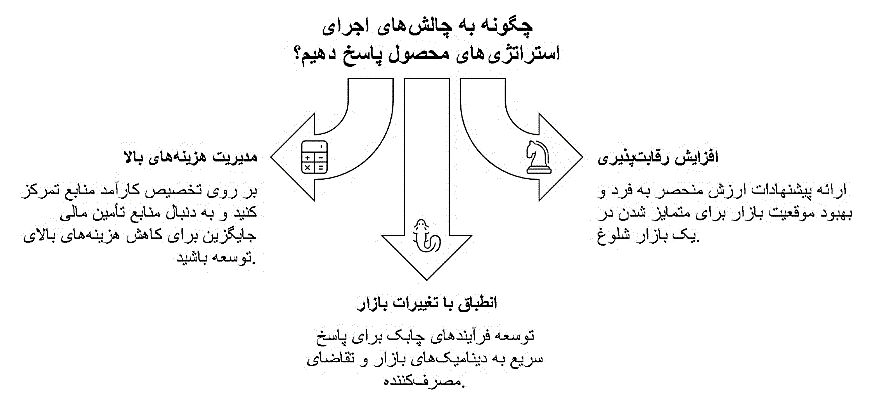 چگونه به چالش‌های اجرای
استراتژی‌های محصول پاسخ دهیم؟
افزایش رقابت‌پذیری
ارائه پیشنهادات ارزش منحصر به فرد و
بهبود موقعیت بازار برای متمایز شدن در
یک بازار شلوغ.
مدیریت هزینه‌های بالا
بر روی تخصیص کارآمد منابع تمرکز
کنید و به دنبال منابع تأمین مالی
جایگزین برای کاهش هزینه‌های بالای
توسعه باشید.
انطباق با تغییرات بازار
توسعه فرآیندهای چابک برای پاسخ
سریع به دینامیک‌های بازار و تقاضای
مصرف‌کننده.